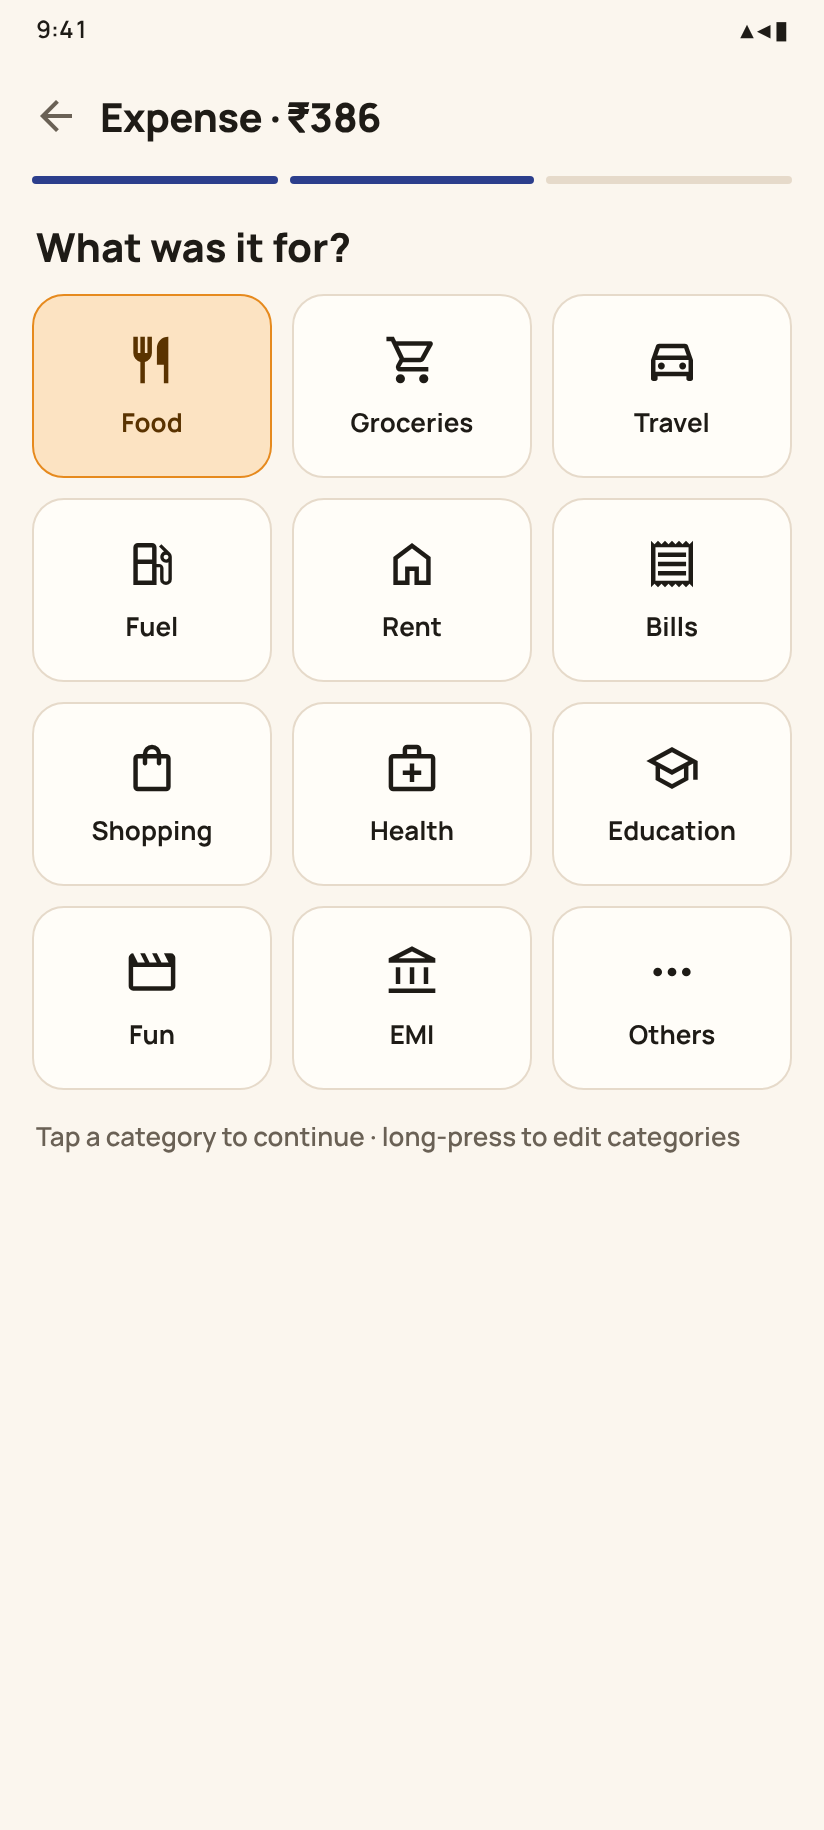 9:41
Expense · ₹386
What was it for?
Food
Groceries
Travel
Fuel
Rent
Bills
Shopping
Health
Education
Fun
EMI
Others
Tap a category to continue · long-press to edit categories